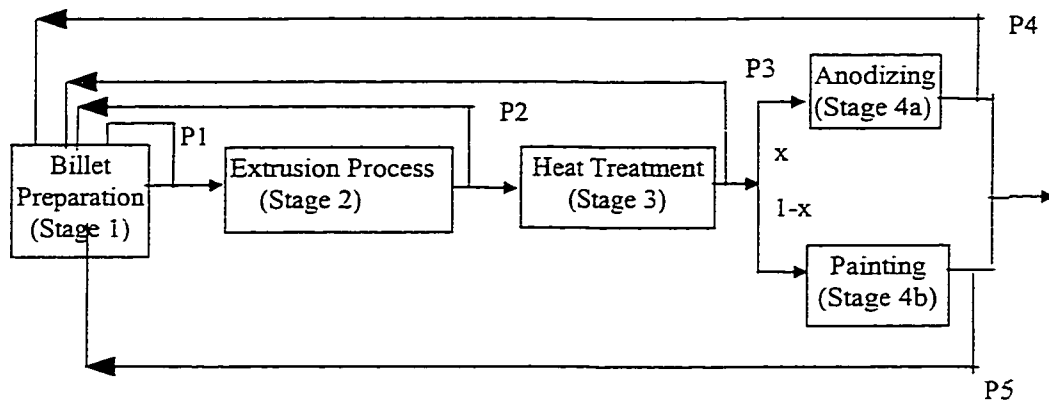 P4
P3
Anodizing
(Stage 4a)
P2
P1
Billet
Preparation
(Stage 1)
Extrusion Process
(Stage 2)
Heat Treatment
(Stage 3)
x
1-x
Painting
(Stage 4b)
P5